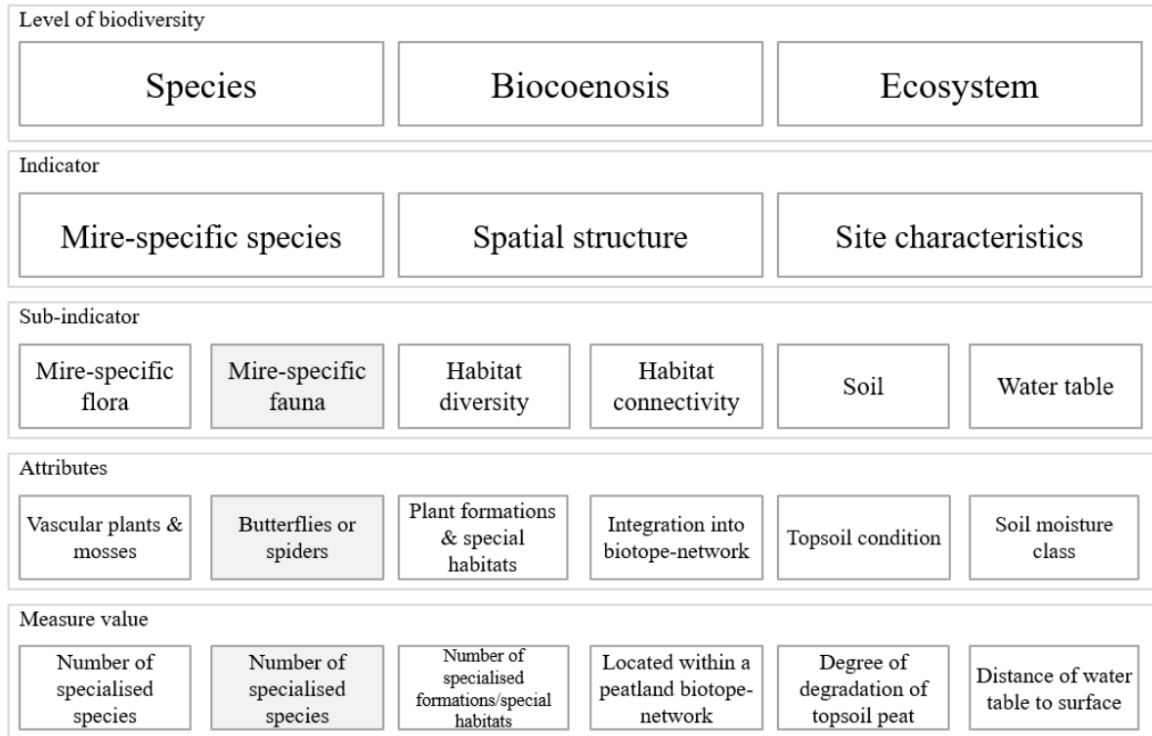 Level of biodiversity
Species
Biocoenosis
Ecosystem
Indicator
Mire-specific species
Spatial structure
Site characteristics
Sub-indicator
Mire-specific
flora
Mire-specific
fauna
Habitat
diversity
Habitat
connectivity
Soil
Water table
Attributes
Vascular plants &
mosses
Butterflies or
spiders
Plant formations
& special
habitats
Integration into
biotope-network
Topsoil condition
Soil moisture
class
Measure value
Number of
specialised
species
Number of
specialised
species
Number of
specialised
formations/special
habitats
Located within a
peatland biotope-
network
Degree of
degradation of
topsoil peat
Distance of water
table to surface